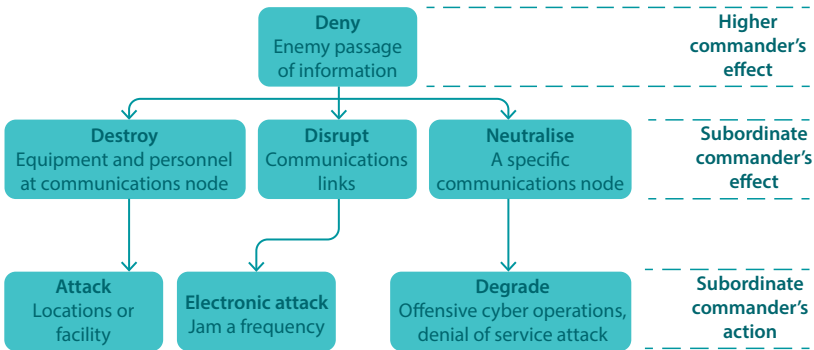 Deny
Enemy passage
of information
Higher
commander's
effect
Destroy
Equipment and personnel
at communications node
Disrupt
Communications
links
Neutralise
A specific
communications node
Subordinate
commander's
effect
Attack
Locations or
facility
Electronic attack
Jam a frequency
Degrade
Offensive cyber operations,
denial of service attack
Subordinate
commander's
action